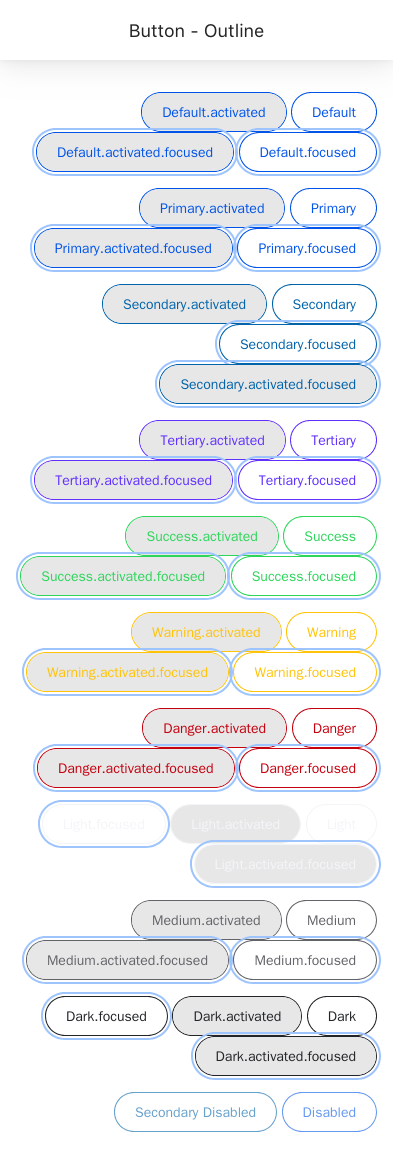 Button - Outline
Default.activated Default
Default.activated.focused Default.focused
Primary.activated Primary
Primary.activated.focused Primary.focused
Secondary.activated Secondary
Secondary.focused
Secondary.activated.focused
Tertiary.activated Tertiary
Tertiary.activated.focused Tertiary.focused
Success.activated Success
Success.activated.focused Success.focused
Warning.activated Warning
Warning.activated.focused Warning.focused
Danger.activated Danger
Danger.activated.focused Danger.focused
Light.focused Light.activated Light
Light.activated.focused
Medium.activated Medium
Medium.activated.focused Medium.focused
Dark.focused Dark.activated Dark
Dark.activated.focused
Secondary Disabled Disabled